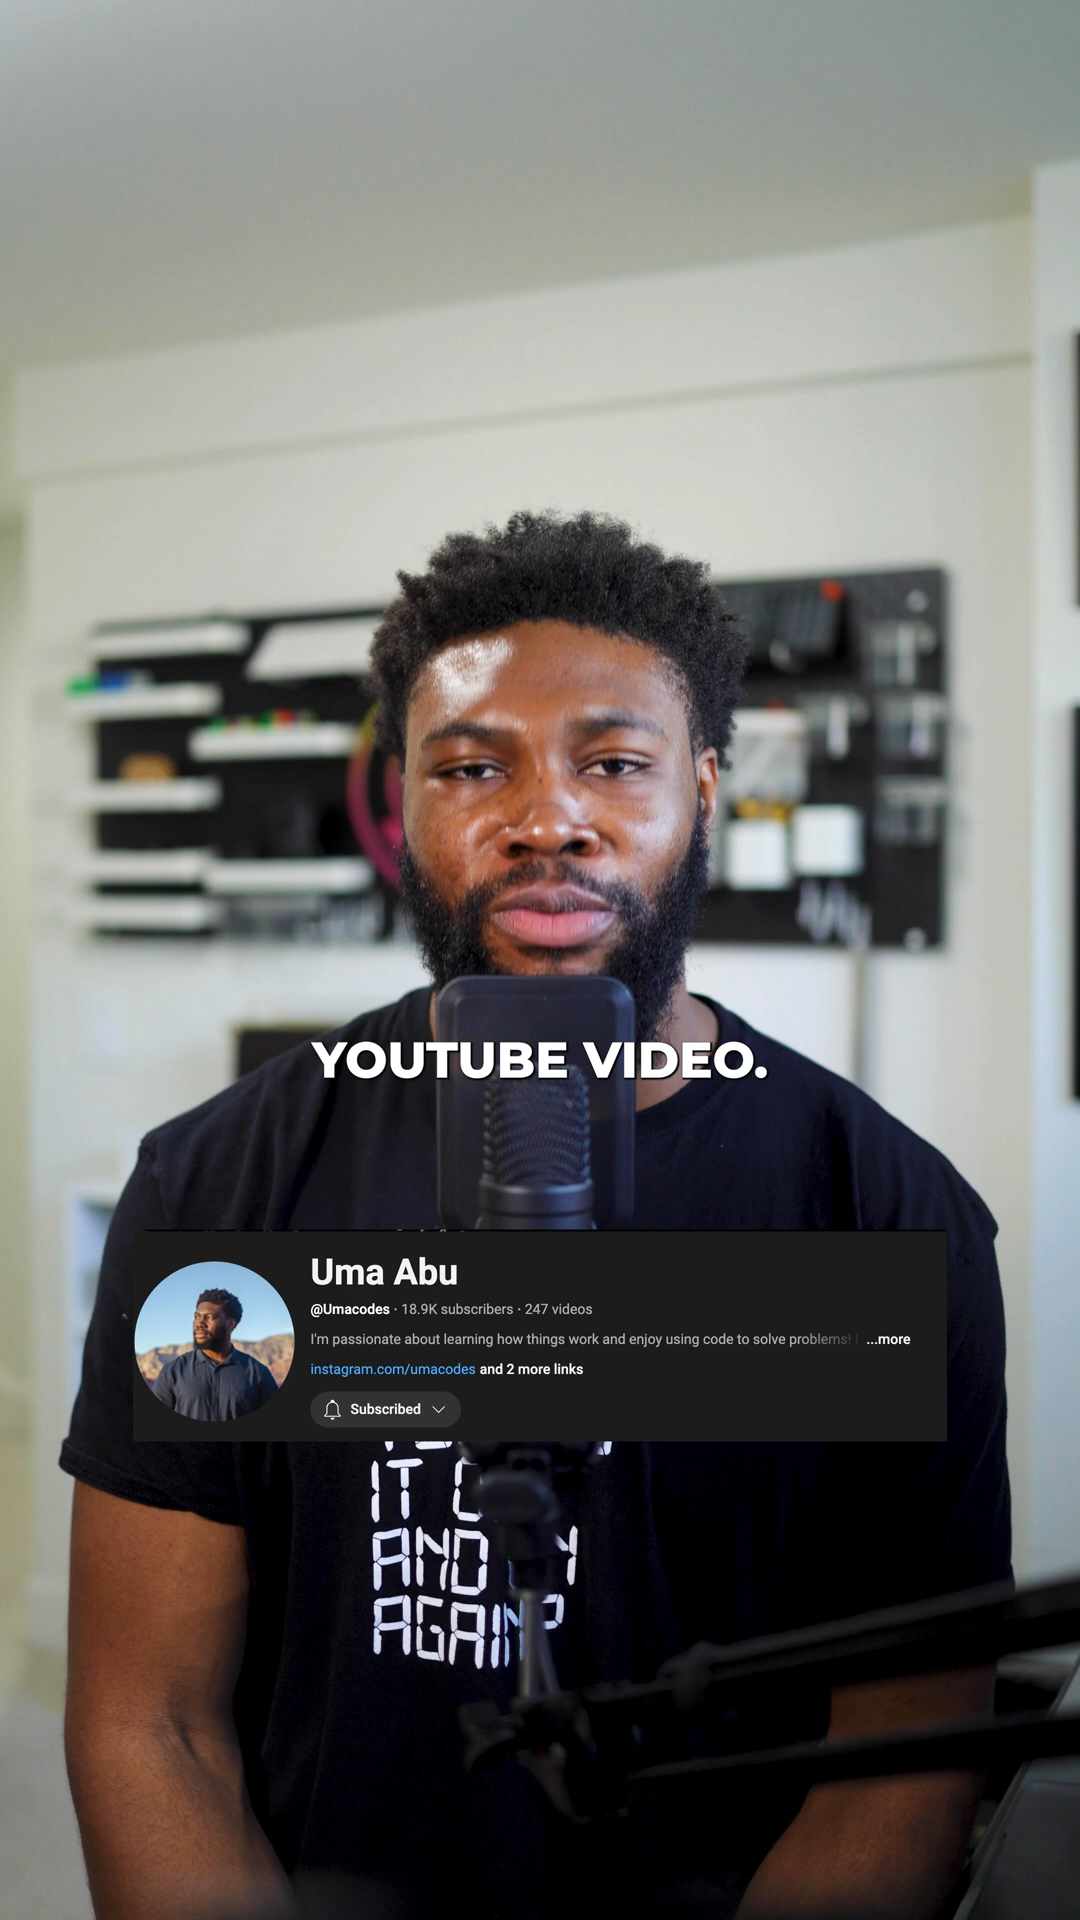 YOUTUBE VIDEO.
Uma Abu
@Umacodes · 18.9K subscribers · 247 videos
I'm passionate about learning how things work and enjoy using code to solve problems! ...more
instagram.com/umacodes and 2 more links
Subscribed
IT
AND
AGAIN?